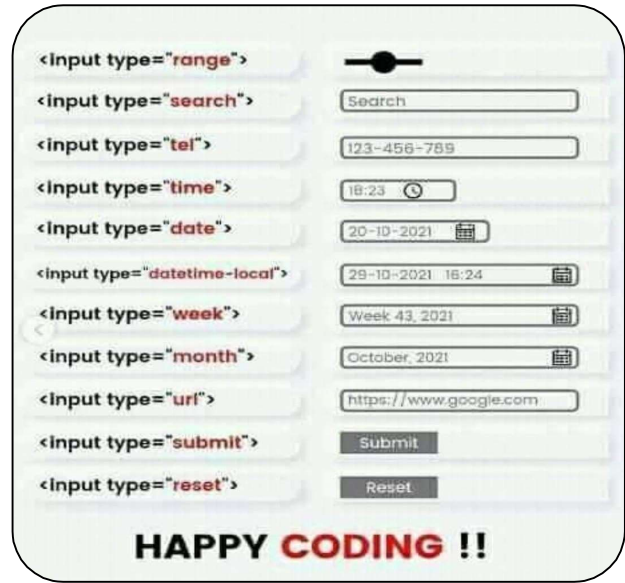 <input type="range">
<input type="search"> Search
<input type="tel"> 123-456-789
<input type="time"> 18:23
<input type="date"> 20-10-2021
<input type="datetime-local"> 29-10-2021 16:24
<input type="week"> Week 43, 2021
<input type="month"> October, 2021
<input type="url"> https://www.google.com
<input type="submit"> Submit
<input type="reset"> Reset
HAPPY CODING !!